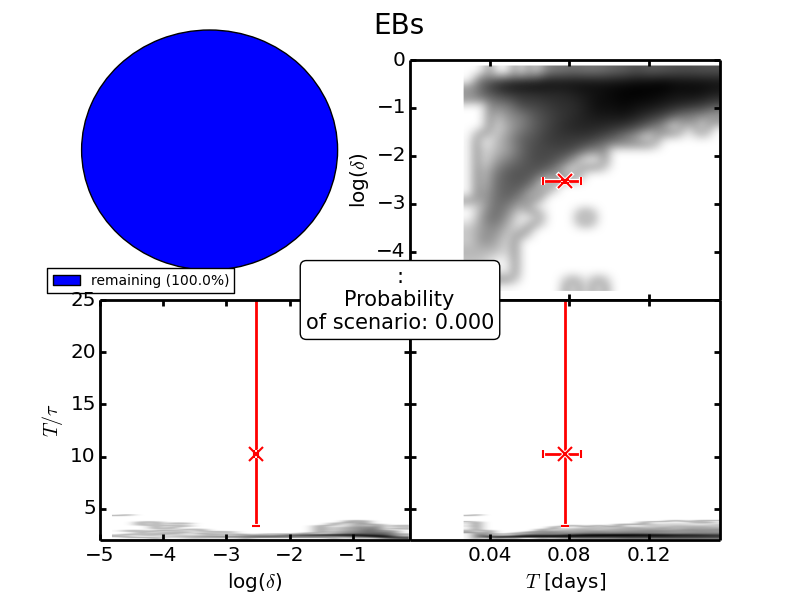 EBs
0
−1
−2
−3
−4
log(δ)
remaining (100.0%)
:
Probability
of scenario: 0.000
25
20
15
10
5
T/τ
−5 −4 −3 −2 −1
0.04 0.08 0.12
log(δ)
T [days]